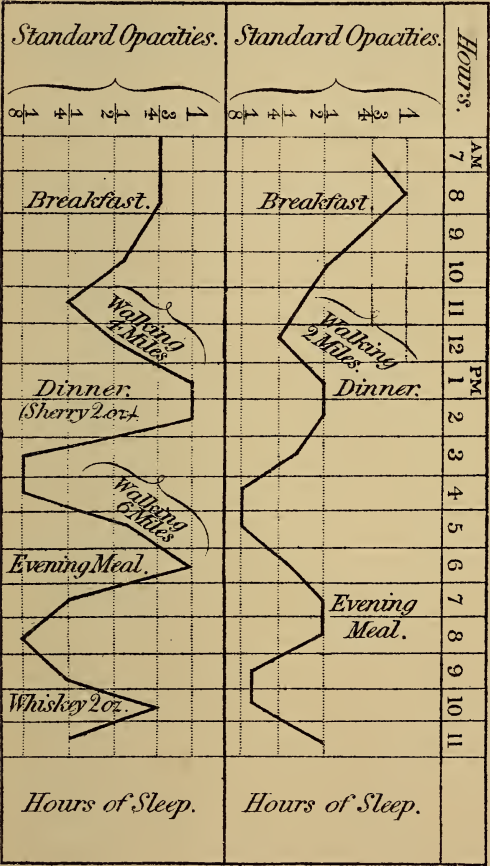 Standard Opacities.
Standard Opacities.
Hours.
1/8 1/4 1/2 3/4 1
1/8 1/4 1/2 3/4 1
AM
7
8
9
10
11
12
PM
1
2
3
4
5
6
7
8
9
10
11
Breakfast.
Walking
4 Miles
Dinner.
(Sherry 2.oz).
Walking
6 Miles
Evening Meal.
Whiskey 2 oz.
Hours of Sleep.
Breakfast.
Walking
2 Miles.
Dinner.
Evening
Meal.
Hours of Sleep.